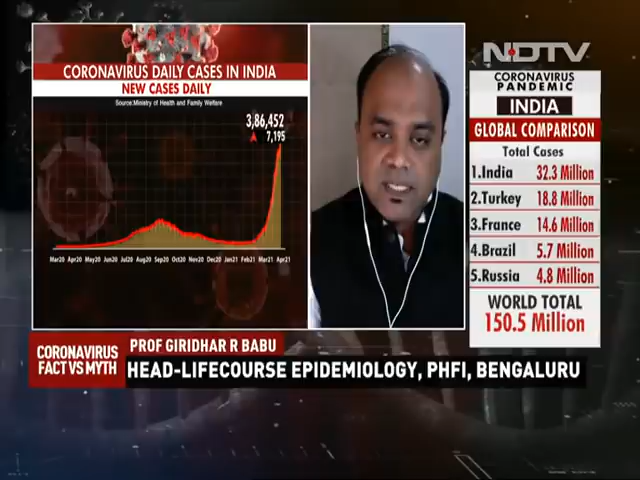 CORONAVIRUS DAILY CASES IN INDIA
NEW CASES DAILY
Source:Ministry of Health and Family Welfare
3,86,452
7,195
Mar20 Apr20 May20 Jun20 Jul20 Aug20 Sep20 Oct20 Nov20 Dec20 Jan21 Feb21 Mar21 Apr21
NDTV
CORONAVIRUS
PANDEMIC
INDIA
GLOBAL COMPARISON
Total Cases
1.India 32.3 Million
2.Turkey 18.8 Million
3.France 14.6 Million
4.Brazil 5.7 Million
5.Russia 4.8 Million
WORLD TOTAL
150.5 Million
CORONAVIRUS
FACT VS MYTH
PROF GIRIDHAR R BABU
HEAD-LIFECOURSE EPIDEMIOLOGY, PHFI, BENGALURU